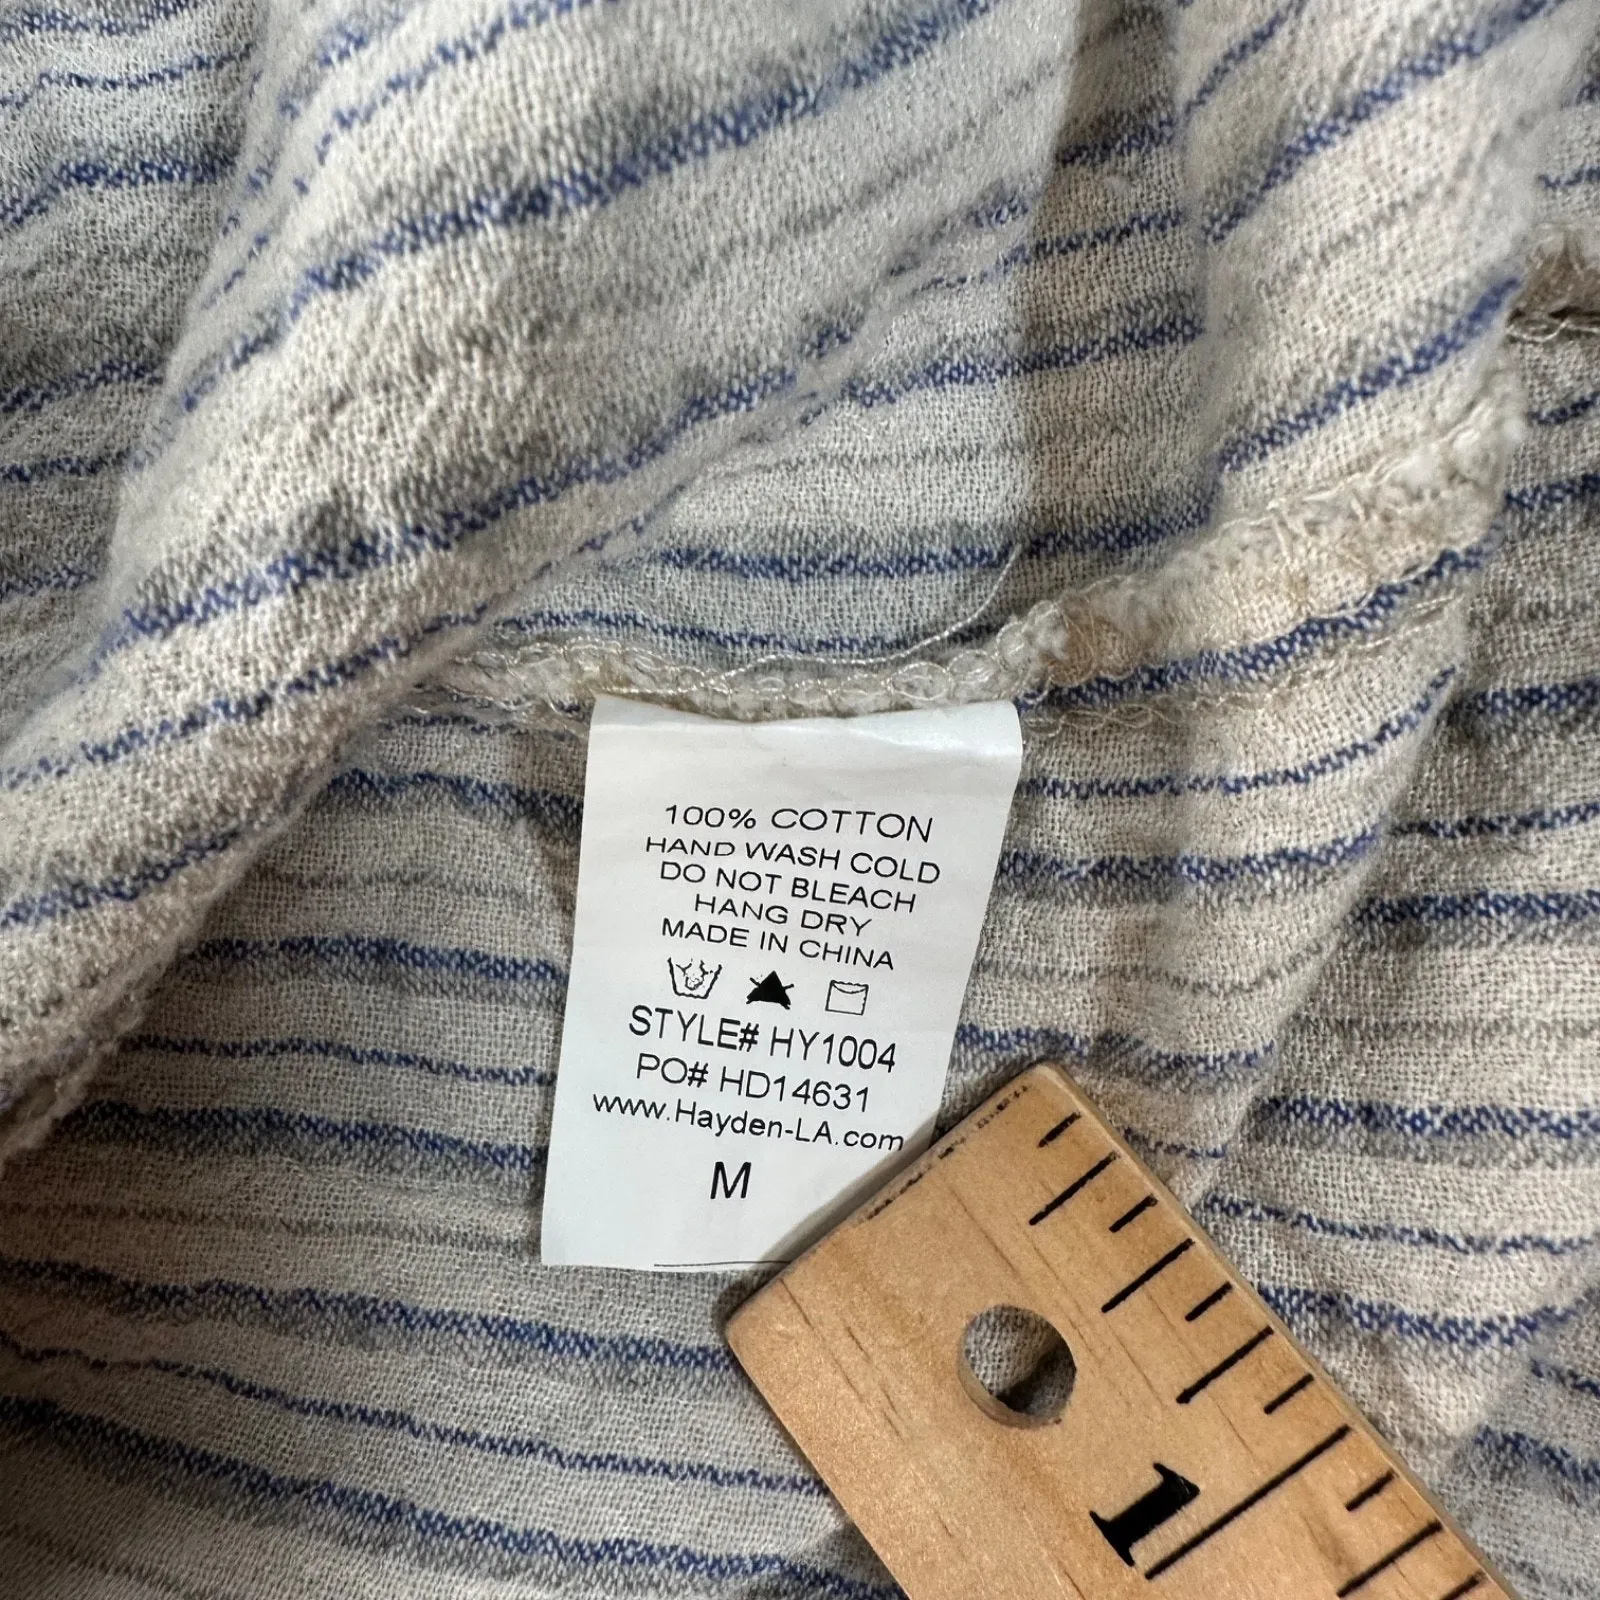 100% COTTON
HAND WASH COLD
DO NOT BLEACH
HANG DRY
MADE IN CHINA
STYLE# HY1004
PO# HD14631
www.Hayden-LA.com
M
1